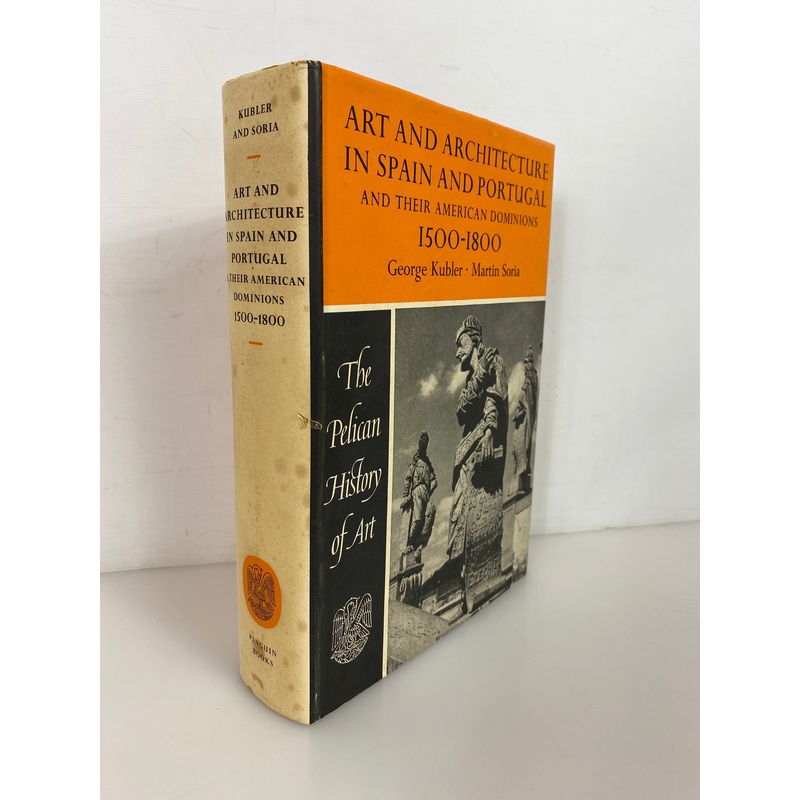 KUBLER
AND SORIA
ART AND
ARCHITECTURE
IN SPAIN AND
PORTUGAL
& THEIR AMERICAN
DOMINIONS
1500-1800
PENGUIN
BOOKS
ART AND ARCHITECTURE
IN SPAIN AND PORTUGAL
AND THEIR AMERICAN DOMINIONS
1500-1800
George Kubler · Martin Soria
The
Pelican
History
of Art